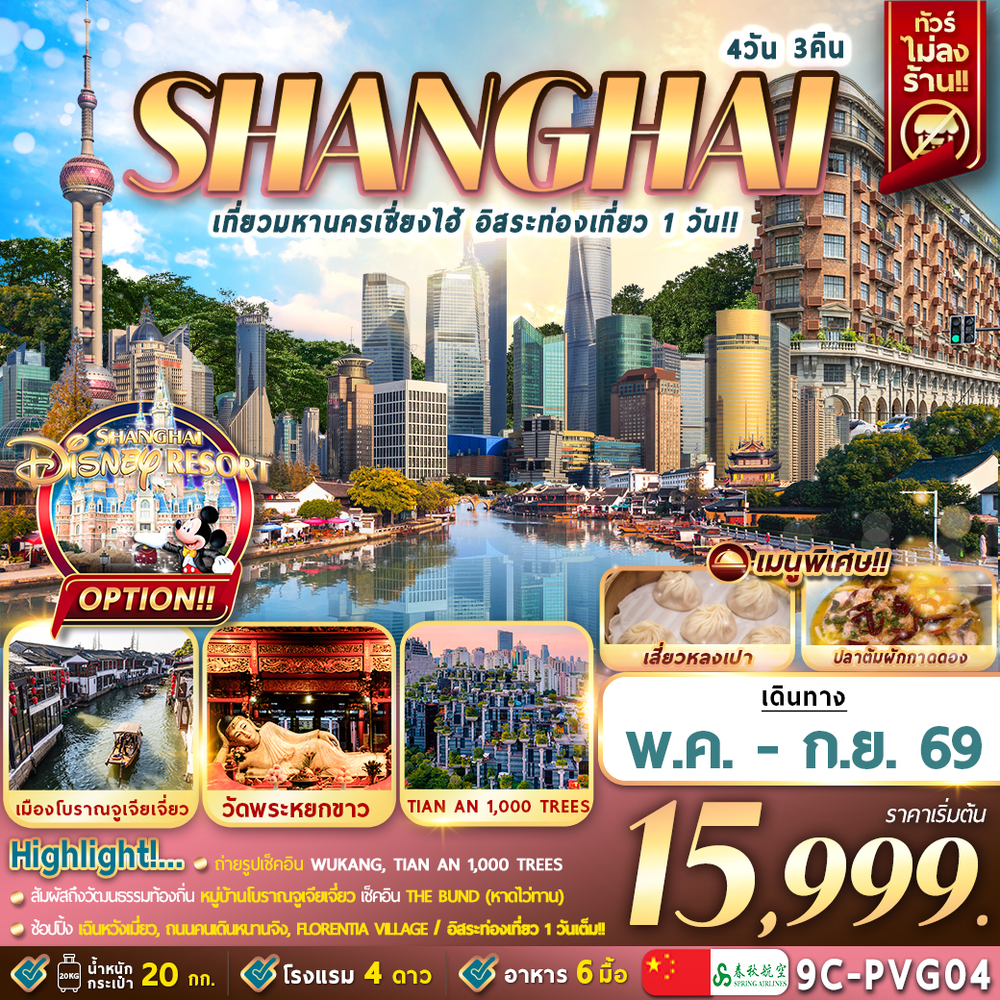 4วัน 3คืน
ทัวร์
ไม่ลง
ร้าน!!
SHANGHAI
เที่ยวมหานครเซี่ยงไฮ้ อิสระท่องเที่ยว 1 วัน!!
SHANGHAI
DISNEY RESORT
OPTION!!
เมนูพิเศษ!!
เสี่ยวหลงเปา
ปลาต้มผักกาดดอง
เมืองโบราณจูเจียเจี่ยว
วัดพระหยกขาว
TIAN AN 1,000 TREES
เดินทาง
พ.ค. - ก.ย. 69
ราคาเริ่มต้น
15,999.
Highlight!....
ถ่ายรูปเช็คอิน WUKANG, TIAN AN 1,000 TREES
สัมผัสถึงวัฒนธรรมท้องถิ่น หมู่บ้านโบราณจูเจียเจี่ยว เช็คอิน THE BUND (หาดไว่ทาน)
ช้อปปิ้ง เฉินหวังเมี่ยว, ถนนคนเดินหนานจิง, FLORENTIA VILLAGE / อิสระท่องเที่ยว 1 วันเต็ม!!
20KG
น้ำหนัก
กระเป๋า 20 กก.
โรงแรม 4 ดาว
อาหาร 6 มื้อ
春秋航空
SPRING AIRLINES
9C-PVG04